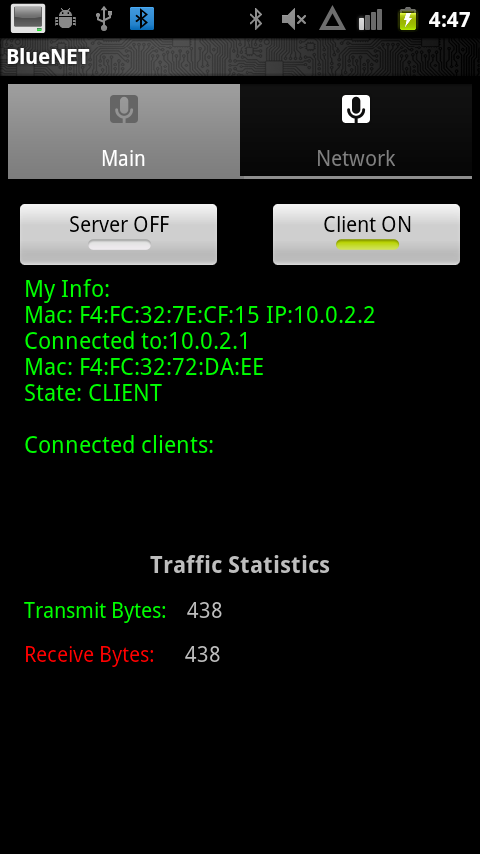 4:47
BlueNET
Main
Network
Server OFF
Client ON
My Info:
Mac: F4:FC:32:7E:CF:15 IP:10.0.2.2
Connected to:10.0.2.1
Mac: F4:FC:32:72:DA:EE
State: CLIENT
Connected clients:
Traffic Statistics
Transmit Bytes: 438
Receive Bytes: 438